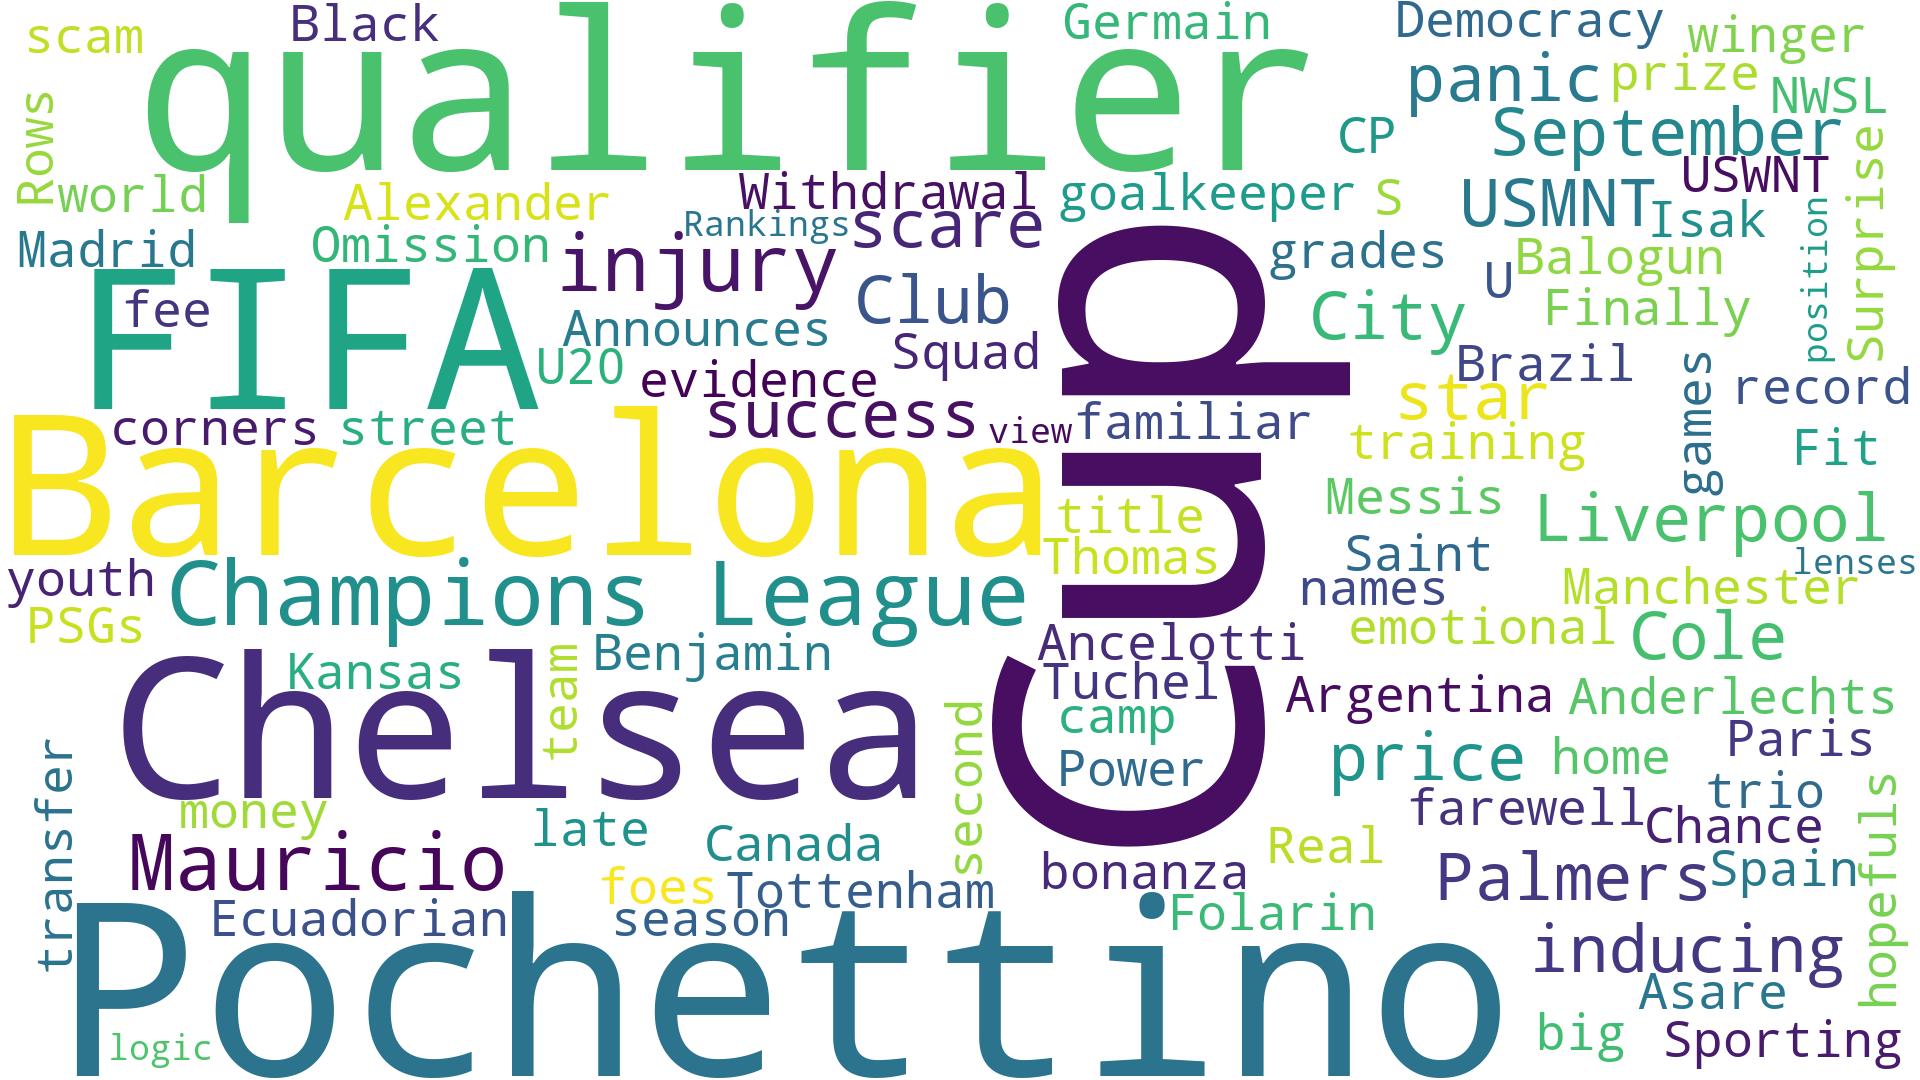 scam
Black
qualifier
Germain
Democracy
winger
panic
prize
NWSL
Rows
CP
September
Surprise
world
Alexander
Withdrawal
goalkeeper
S
USMNT
USWNT
Isak
Madrid
Omission
Rankings
scare
injury
grades
U
Balogun
position
FIFA
fee
Club
City
Finally
Announces
Squad
Cup
U20
evidence
Brazil
games
record
corners
street
success
view
familiar
star
training
Fit
Barcelona
title
Messis
Liverpool
Thomas
Saint
lenses
youth
Champions League
names
Manchester
PSGs
emotional
Cole
Ancelotti
Kansas
team
Benjamin
Tuchel
Argentina
Anderlechts
Chelsea
second
camp
price
home
Paris
Power
transfer
money
late
Canada
farewell
trio
Chance
hopefuls
Mauricio
foes
Tottenham
bonanza
Real
Palmers
Spain
Ecuadorian
season
Folarin
inducing
Pochettino
Asare
logic
big
Sporting